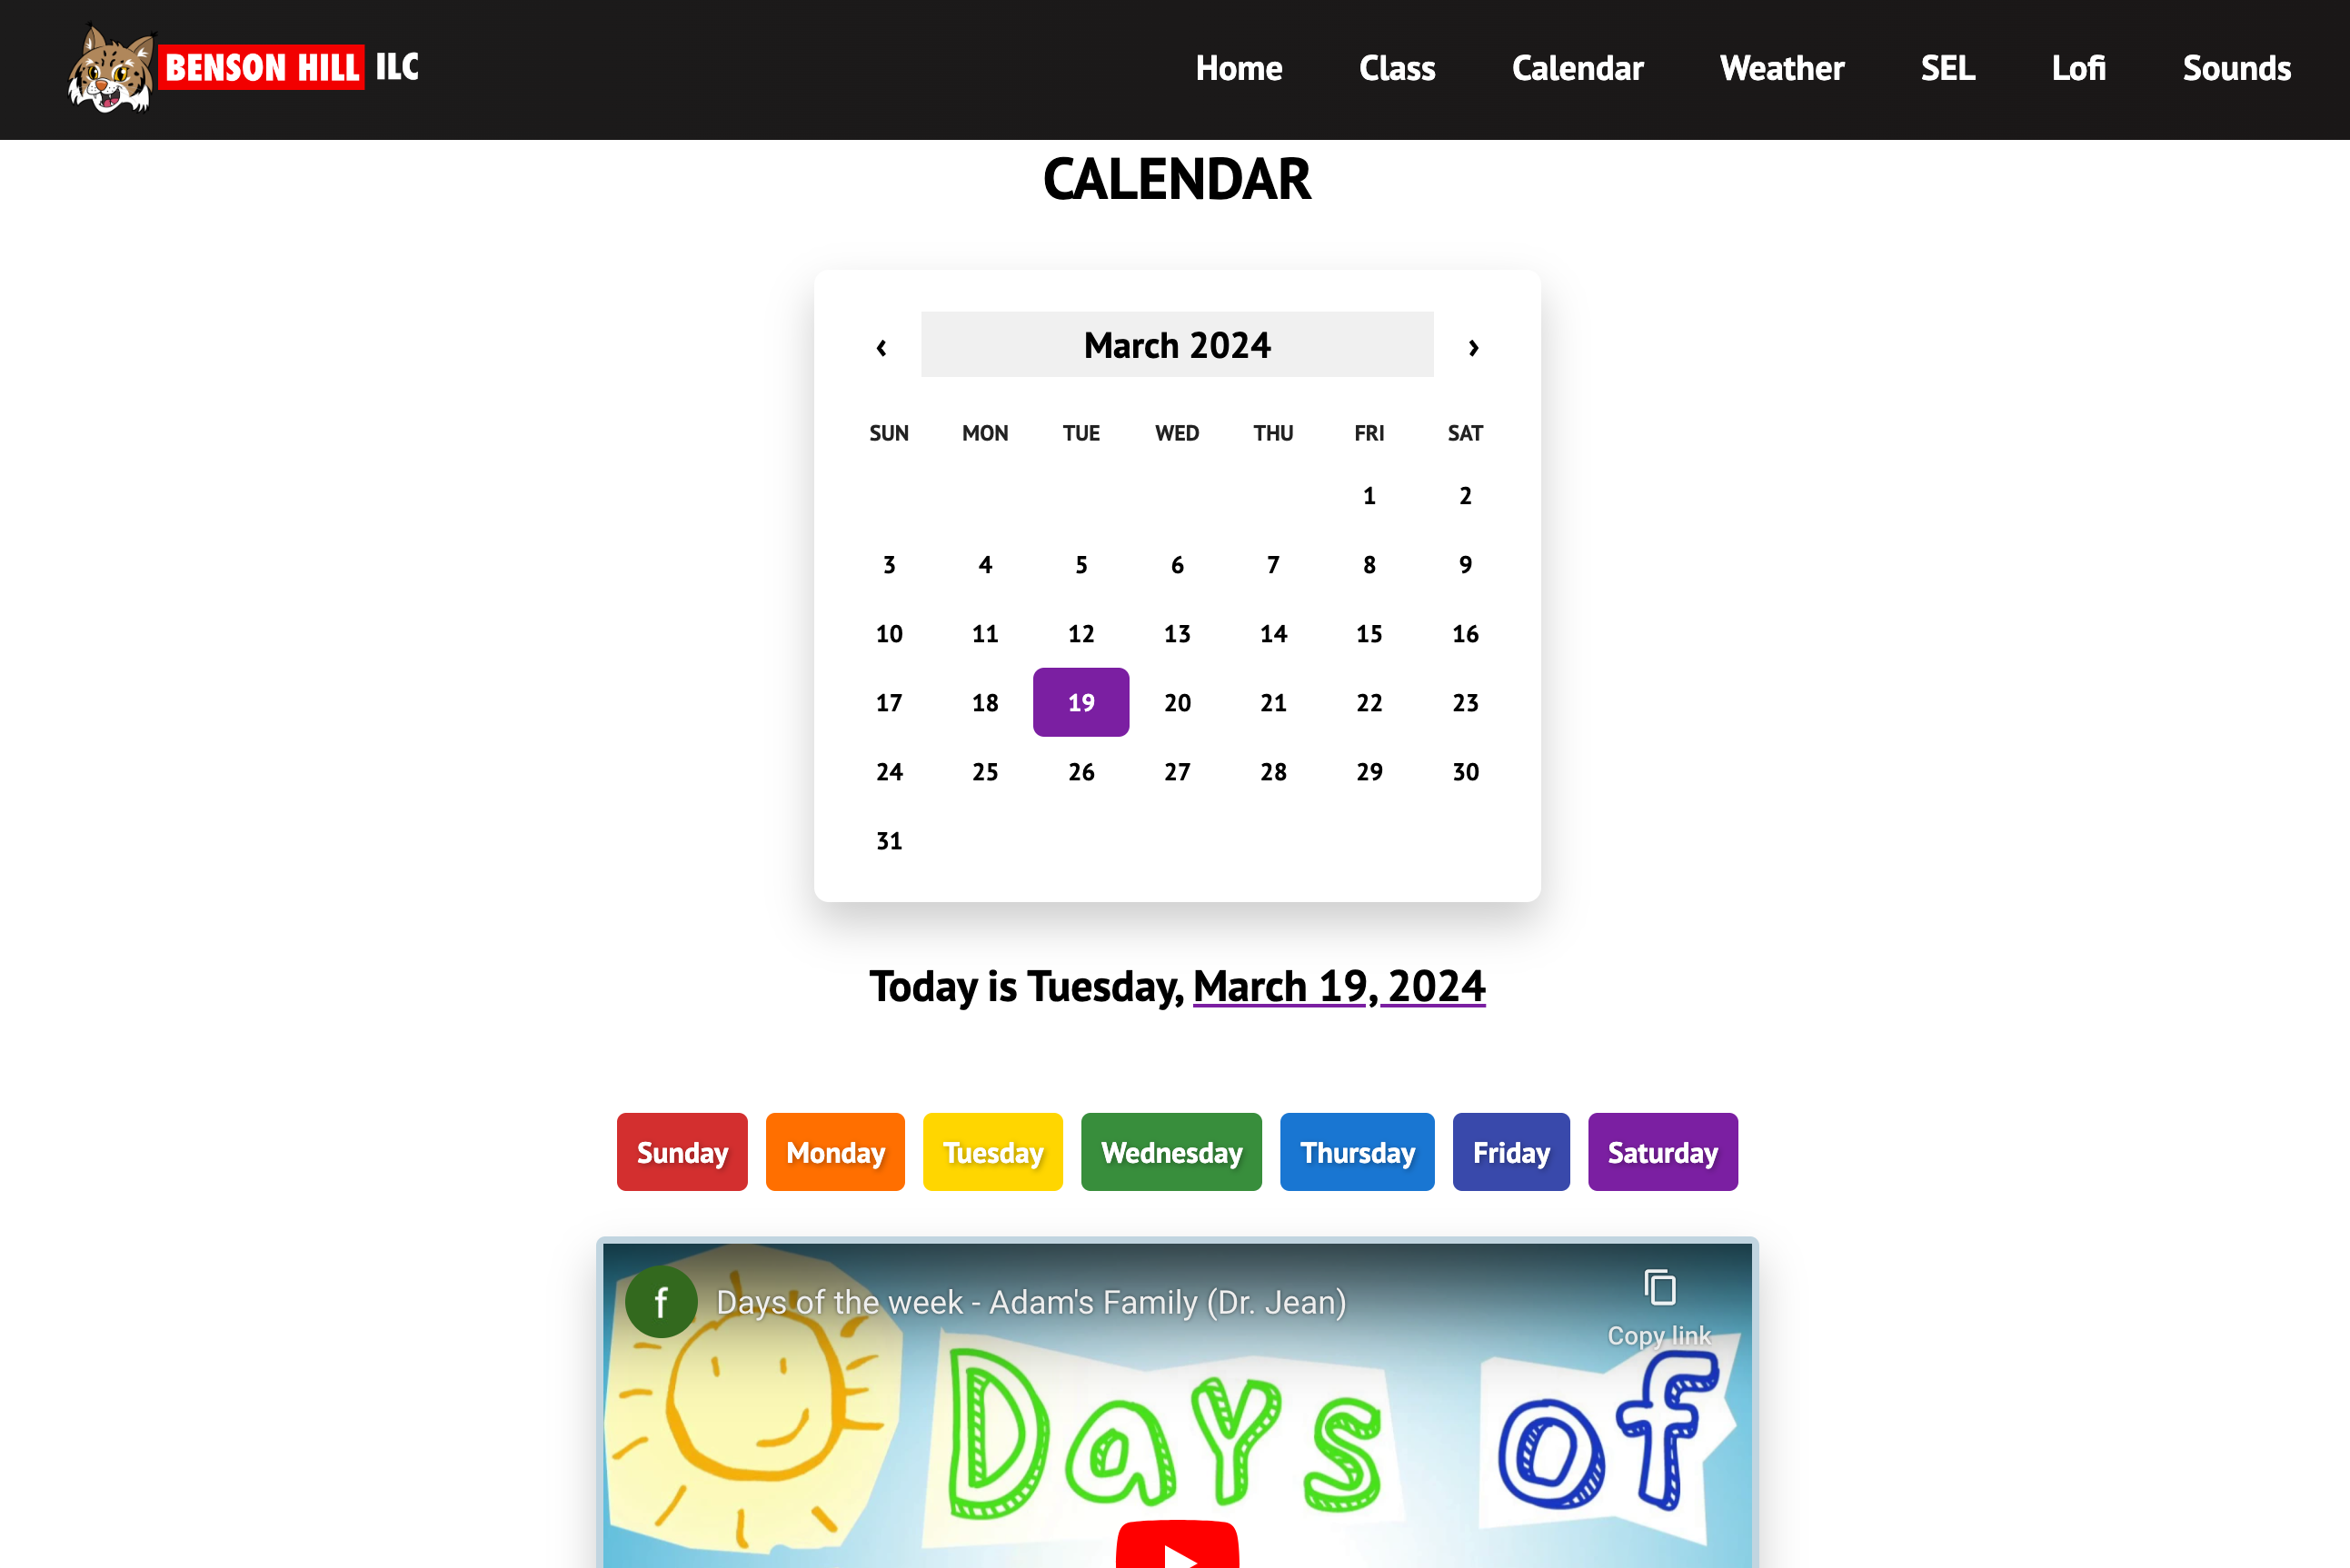 BENSON HILL ILC
Home Class Calendar Weather SEL Lofi Sounds
CALENDAR
‹ March 2024 ›
SUN MON TUE WED THU FRI SAT
1 2
3 4 5 6 7 8 9
10 11 12 13 14 15 16
17 18 19 20 21 22 23
24 25 26 27 28 29 30
31
Today is Tuesday, March 19, 2024
Sunday Monday Tuesday Wednesday Thursday Friday Saturday
f Days of the week - Adam's Family (Dr. Jean)
Copy link
Days of